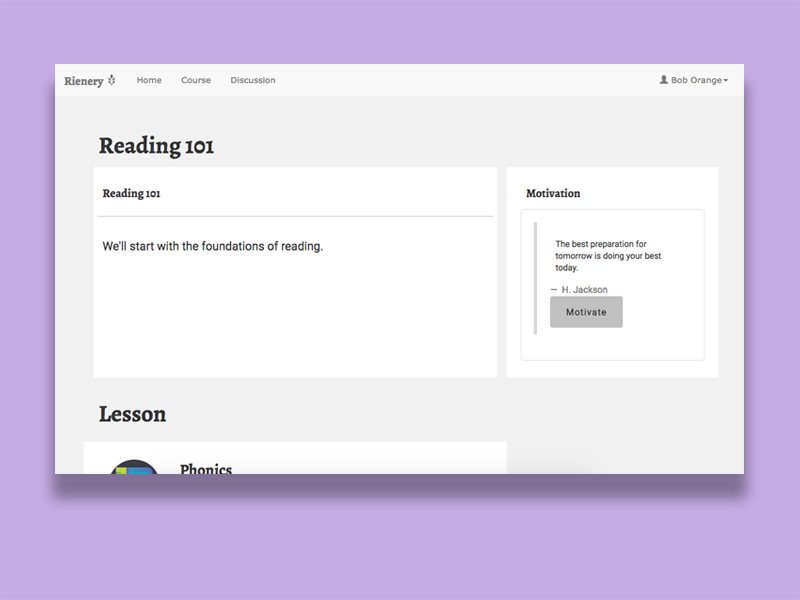 Rienery Home Course Discussion Bob Orange
Reading 101
Reading 101
We'll start with the foundations of reading.
Motivation
The best preparation for
tomorrow is doing your best
today.
— H. Jackson
Motivate
Lesson
Phonics